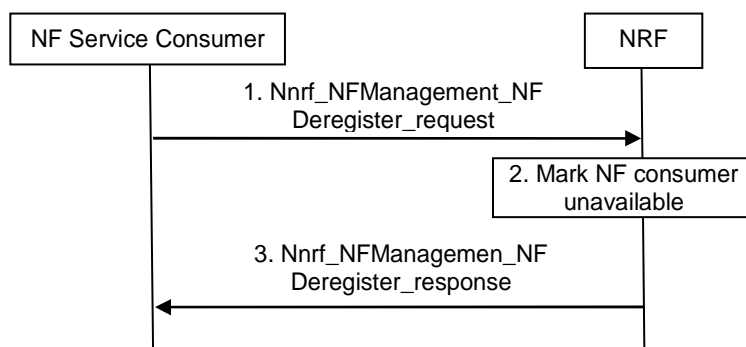 NF Service Consumer
NRF
1. Nnrf_NFManagement_NF
Deregister_request
2. Mark NF consumer
unavailable
3. Nnrf_NFManagemen_NF
Deregister_response